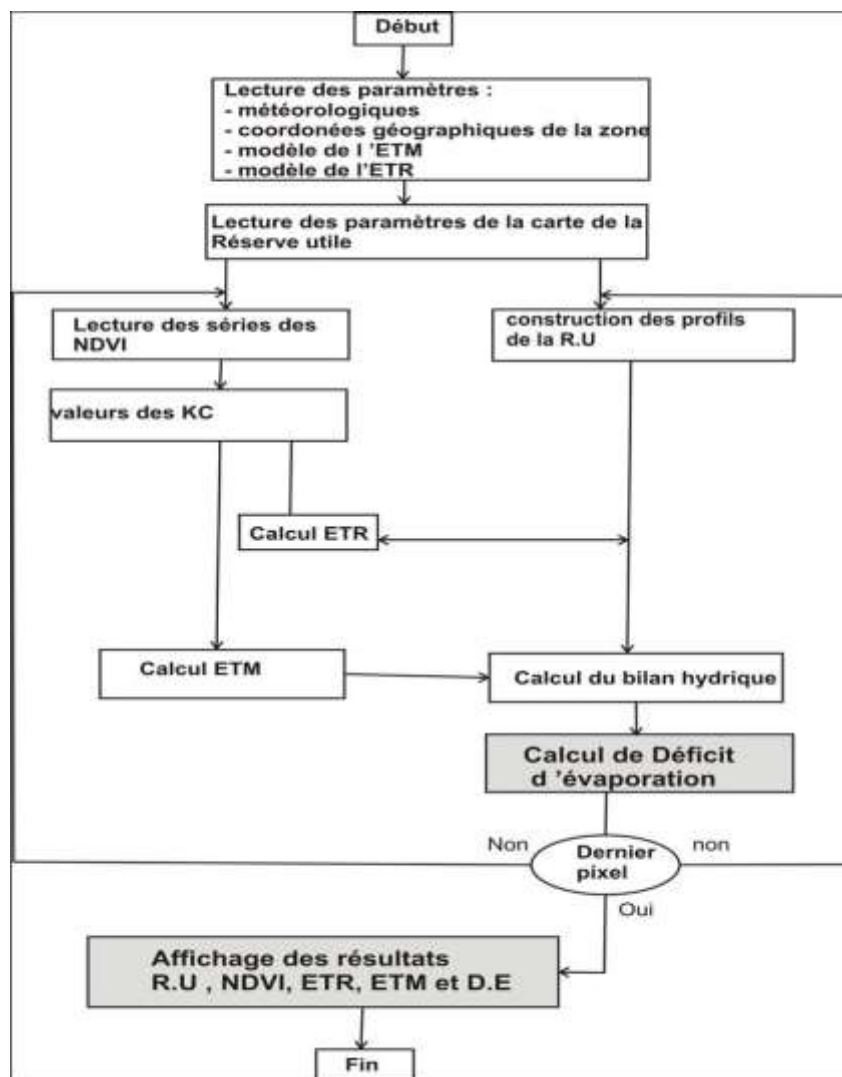 Début
Lecture des paramètres :
- météorologiques
- coordonées géographiques de la zone
- modèle de l 'ETM
- modèle de l'ETR
Lecture des paramètres de la carte de la
Réserve utile
Lecture des séries des
NDVI
construction des profils
de la R.U
valeurs des KC
Calcul ETR
Calcul ETM
Calcul du bilan hydrique
Calcul de Déficit
d 'évaporation
Non
Dernier
pixel
non
Oui
Affichage des résultats
R.U , NDVI, ETR, ETM et D.E
Fin